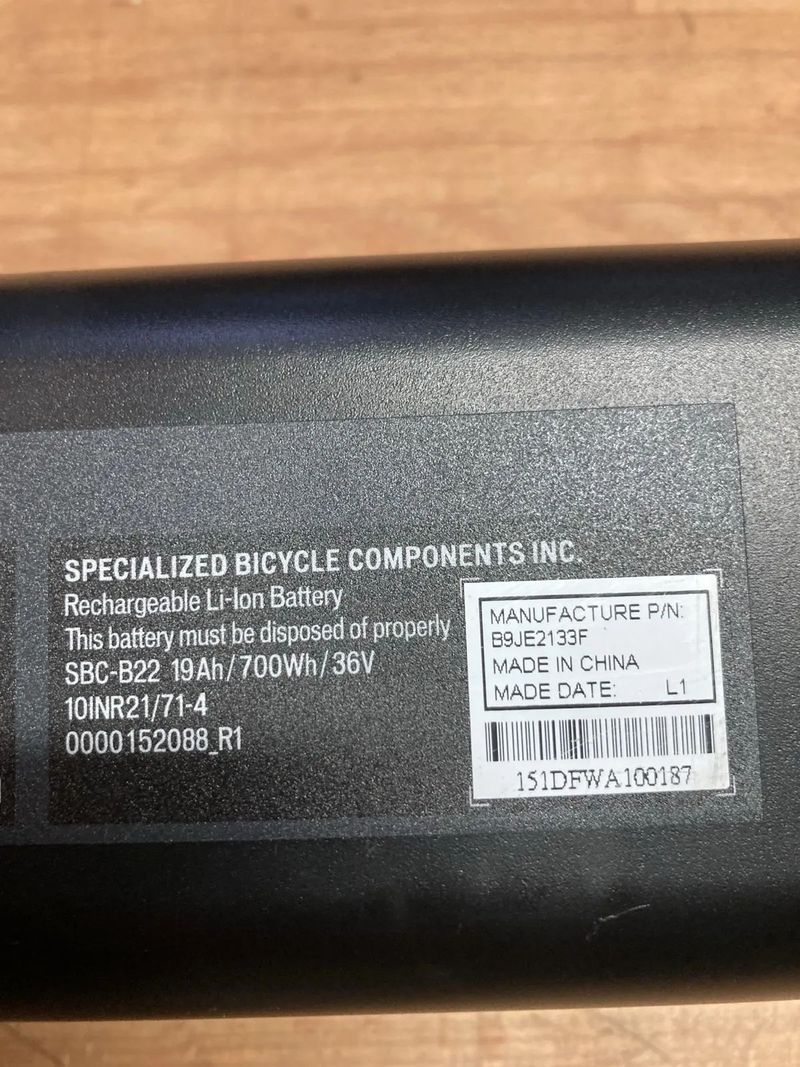 SPECIALIZED BICYCLE COMPONENTS INC.
Rechargeable Li-Ion Battery
This battery must be disposed of properly
SBC-B22 19Ah/700Wh/36V
10INR21/71-4
0000152088_R1
MANUFACTURE P/N:
B9JE2133F
MADE IN CHINA
MADE DATE: L1
151DFWA100187